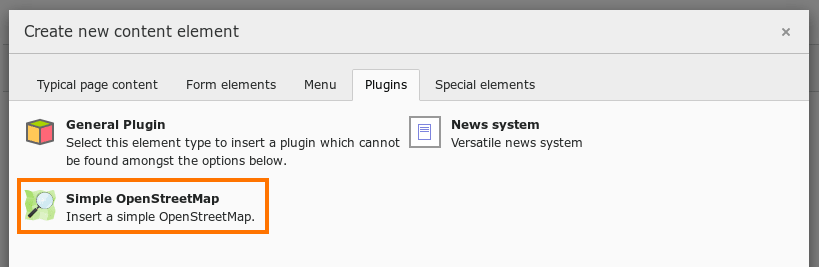 Create new content element
×
Typical page content
Form elements
Menu
Plugins
Special elements
General Plugin
Select this element type to insert a plugin which cannot
be found amongst the options below.
News system
Versatile news system
Simple OpenStreetMap
Insert a simple OpenStreetMap.